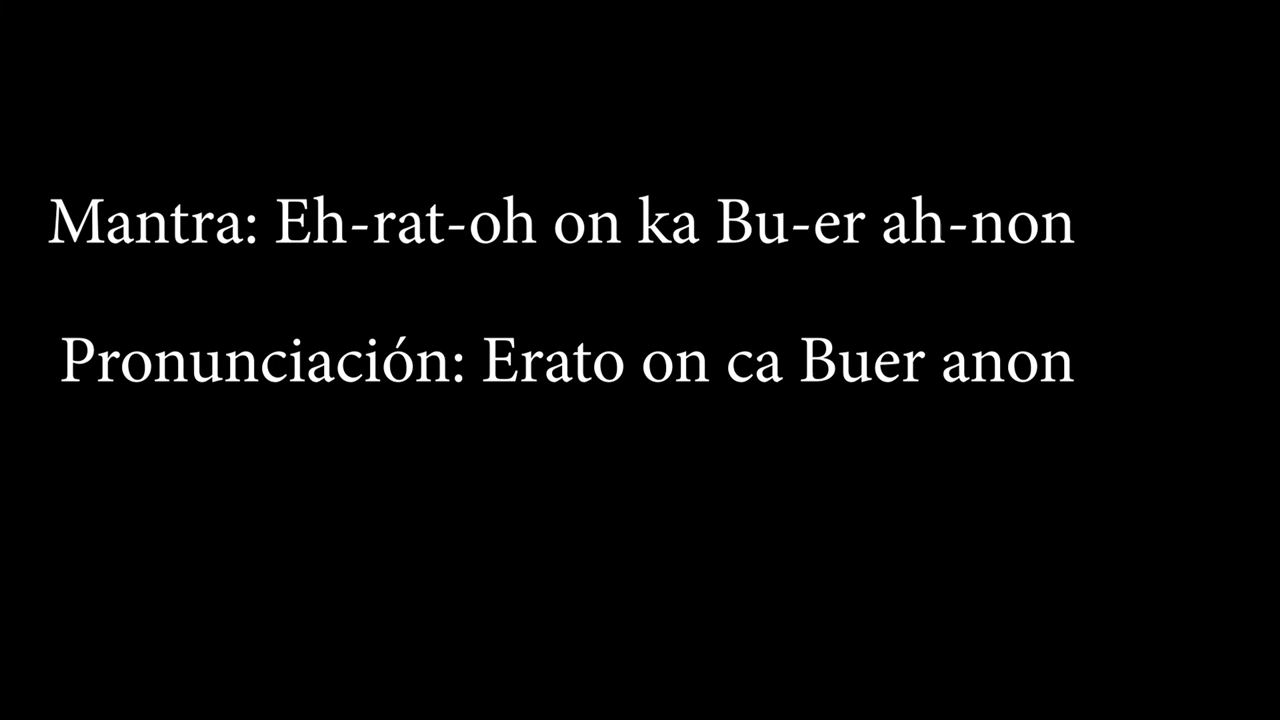 Mantra: Eh-rat-oh on ka Bu-er ah-non
Pronunciación: Erato on ca Buer anon